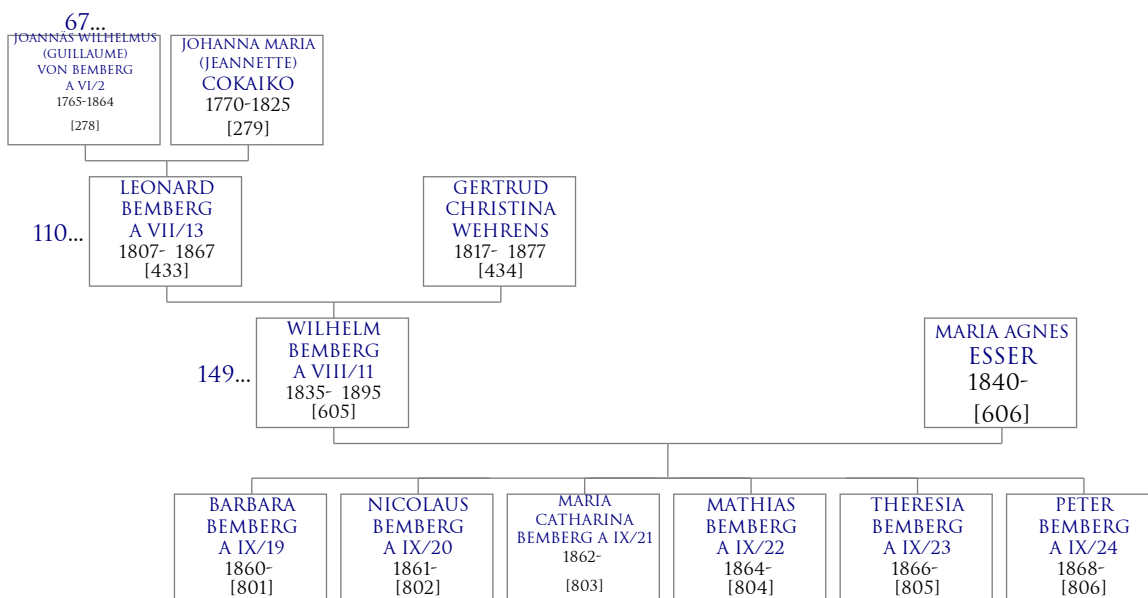 67...
JOANNÄS WILHELMUS
(GUILLAUME)
VON BEMBERG
A VI/2
1765-1864
[278]
JOHANNA MARIA
(JEANNETTE)
COKAIKO
1770-1825
[279]
110...
LEONARD
BEMBERG
A VII/13
1807- 1867
[433]
GERTRUD
CHRISTINA
WEHRENS
1817- 1877
[434]
149...
WILHELM
BEMBERG
A VIII/11
1835- 1895
[605]
MARIA AGNES
ESSER
1840-
[606]
BARBARA
BEMBERG
A IX/19
1860-
[801]
NICOLAUS
BEMBERG
A IX/20
1861-
[802]
MARIA
CATHARINA
BEMBERG A IX/21
1862-
[803]
MATHIAS
BEMBERG
A IX/22
1864-
[804]
THERESIA
BEMBERG
A IX/23
1866-
[805]
PETER
BEMBERG
A IX/24
1868-
[806]